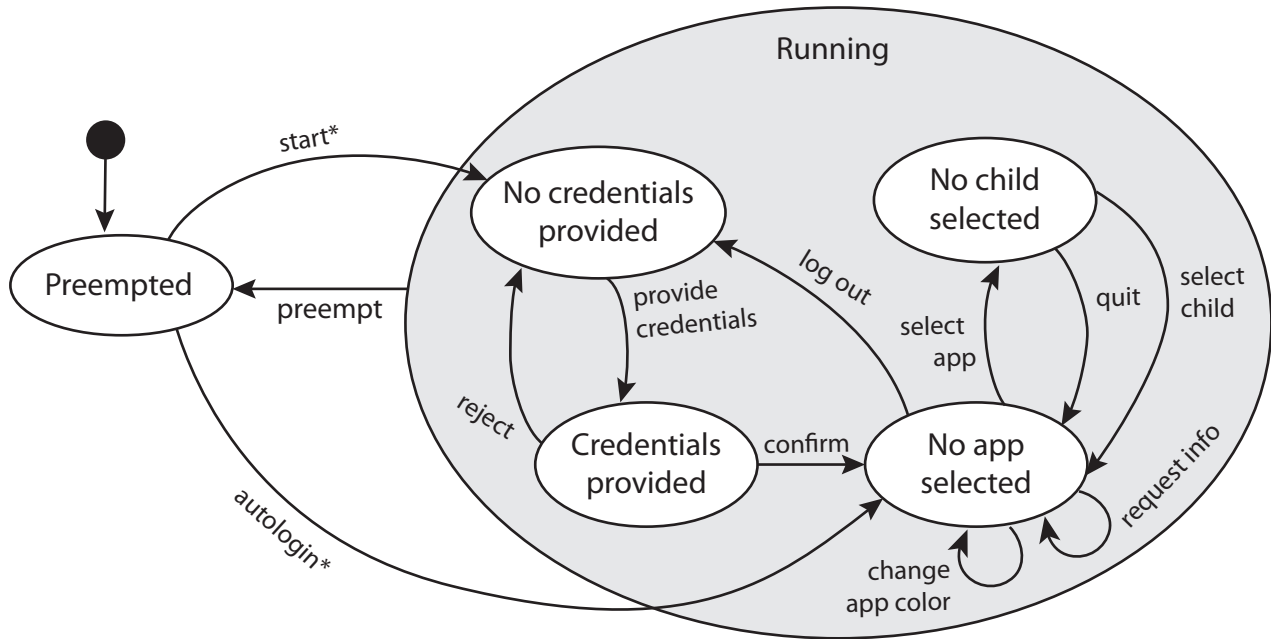 Running
start*
No credentials
provided
No child
selected
Preempted
preempt
provide
credentials
log out
select
app
quit
select
child
reject
Credentials
provided
confirm
No app
selected
request info
autologin*
change
app color